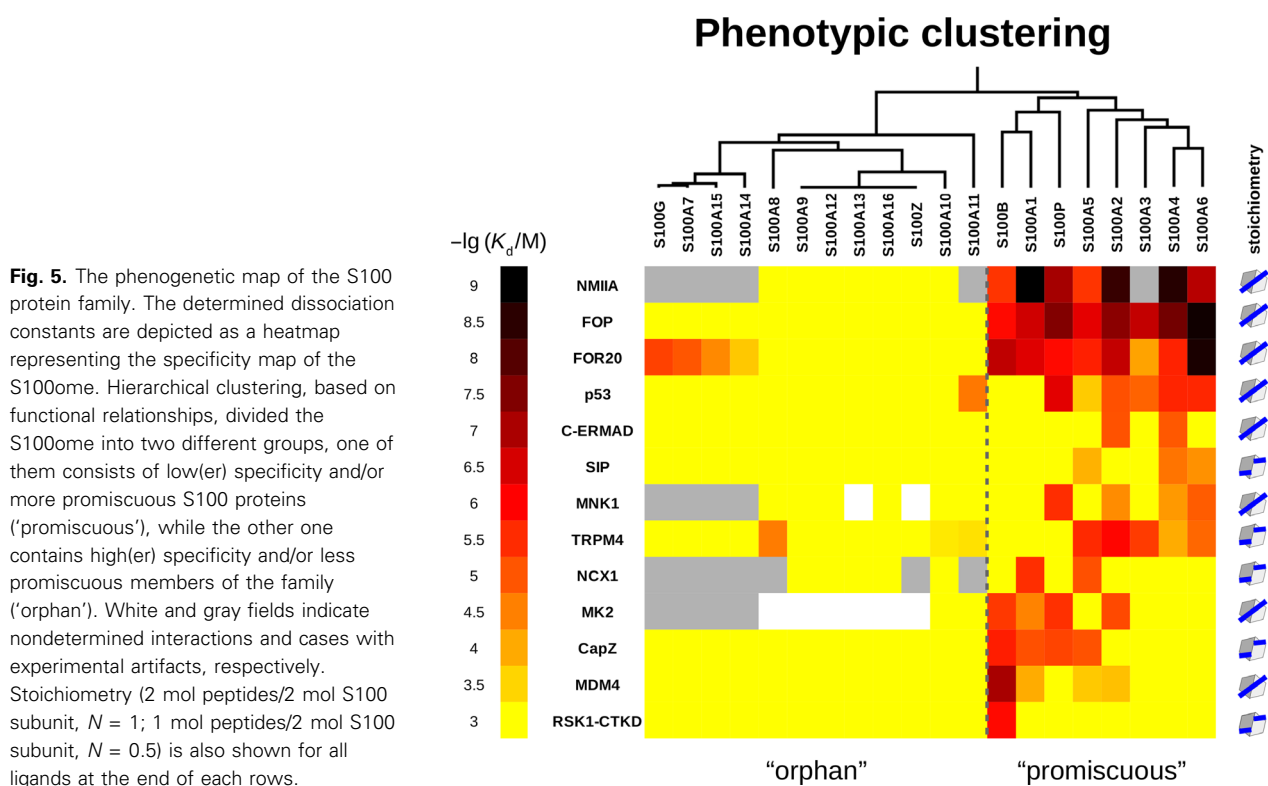 Phenotypic clustering
S100G
S100A7
S100A15
S100A14
S100A8
S100A9
S100A12
S100A13
S100A16
S100Z
S100A10
S100A11
S100B
S100A1
S100P
S100A5
S100A2
S100A3
S100A4
S100A6
stoichiometry
−lg (Kd/M)
9
8.5
8
7.5
7
6.5
6
5.5
5
4.5
4
3.5
3
NMIIA
FOP
FOR20
p53
C-ERMAD
SIP
MNK1
TRPM4
NCX1
MK2
CapZ
MDM4
RSK1-CTKD
“orphan”
“promiscuous”
Fig. 5. The phenogenetic map of the S100
protein family. The determined dissociation
constants are depicted as a heatmap
representing the specificity map of the
S100ome. Hierarchical clustering, based on
functional relationships, divided the
S100ome into two different groups, one of
them consists of low(er) specificity and/or
more promiscuous S100 proteins
(‘promiscuous’), while the other one
contains high(er) specificity and/or less
promiscuous members of the family
(‘orphan’). White and gray fields indicate
nondetermined interactions and cases with
experimental artifacts, respectively.
Stoichiometry (2 mol peptides/2 mol S100
subunit, N = 1; 1 mol peptides/2 mol S100
subunit, N = 0.5) is also shown for all
ligands at the end of each rows.